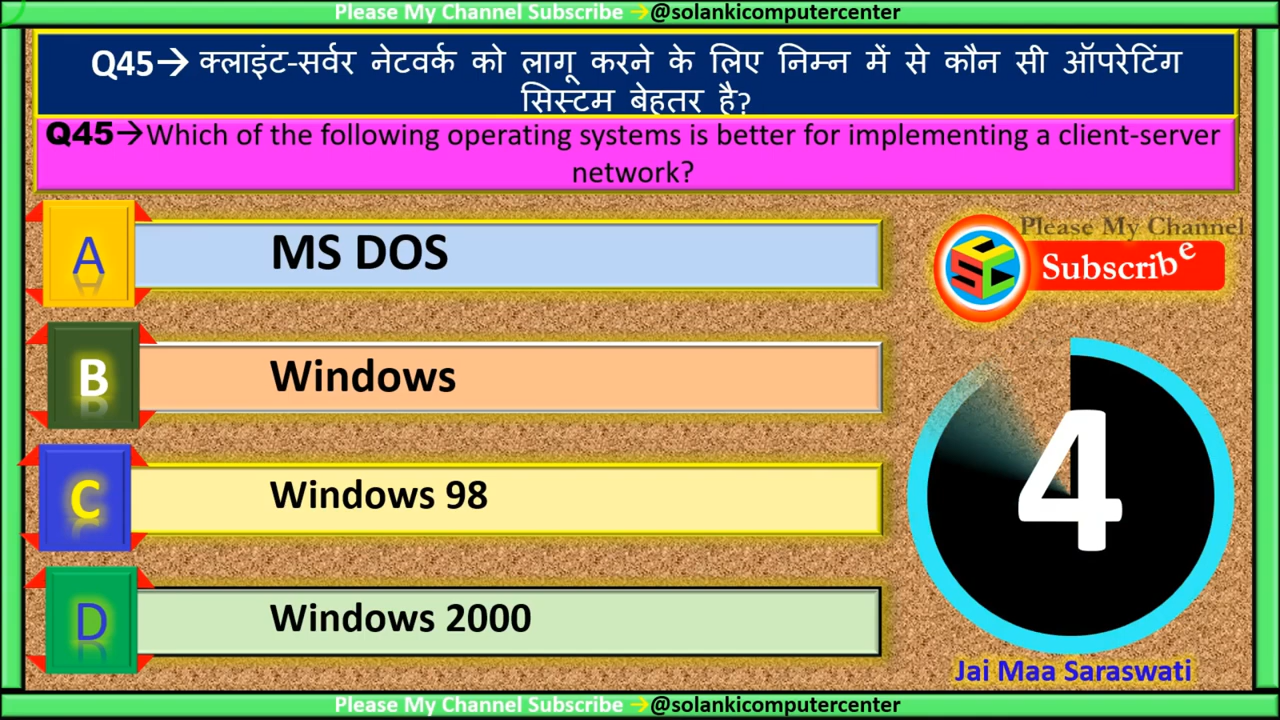 Please My Channel Subscribe →@solankicomputercenter
Q45→ क्लाइंट-सर्वर नेटवर्क को लागू करने के लिए निम्न में से कौन सी ऑपरेटिंग
सिस्टम बेहतर है?
Q45→Which of the following operating systems is better for implementing a client-server
network?
A MS DOS
Please My Channel
Subscribe
SCC
B Windows
C Windows 98
4
D Windows 2000
Jai Maa Saraswati
Please My Channel Subscribe →@solankicomputercenter